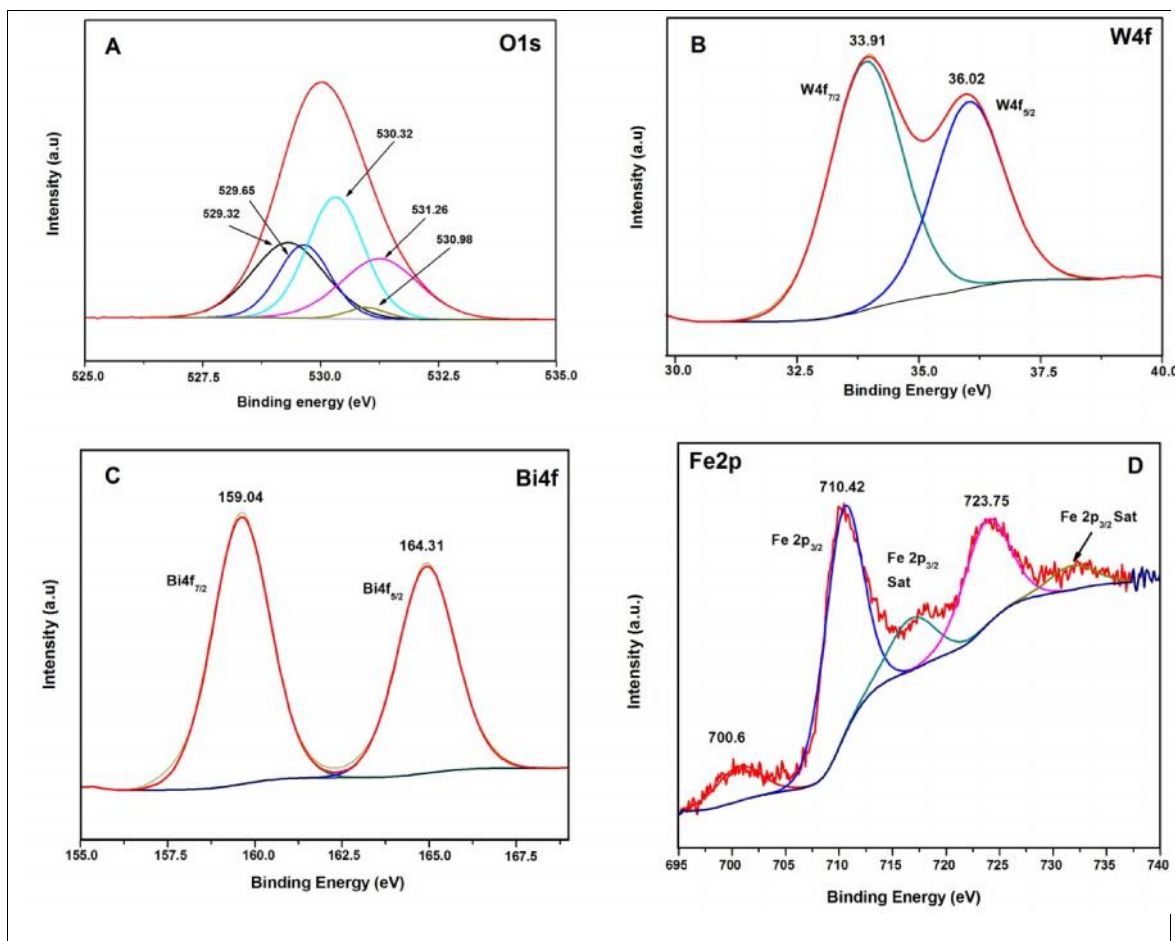 A
O1s
530.32
529.65
529.32
531.26
530.98
Intensity (a.u)
525.0 527.5 530.0 532.5 535.0
Binding energy (eV)
B
W4f
33.91
36.02
W4f7/2
W4f5/2
Intensity (a.u)
30.0 32.5 35.0 37.5 40.0
Binding Energy (eV)
C
Bi4f
159.04
164.31
Bi4f7/2
Bi4f5/2
Intensity (a.u)
155.0 157.5 160.0 162.5 165.0 167.5
Binding Energy (eV)
Fe2p
D
710.42
723.75
Fe 2p3/2 Sat
Fe 2p3/2
Fe 2p3/2
Sat
700.6
Intensity (a.u.)
695 700 705 710 715 720 725 730 735 740
Binding Energy (eV)